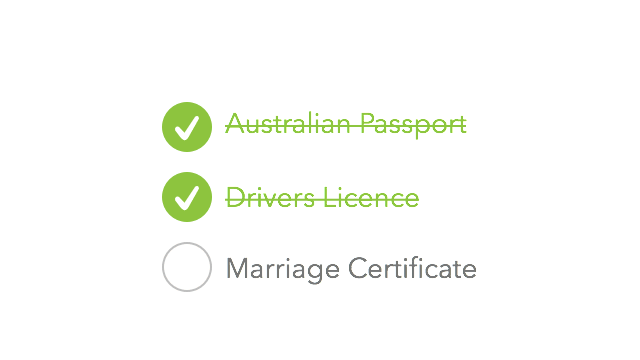 Australian Passport
Drivers Licence
Marriage Certificate